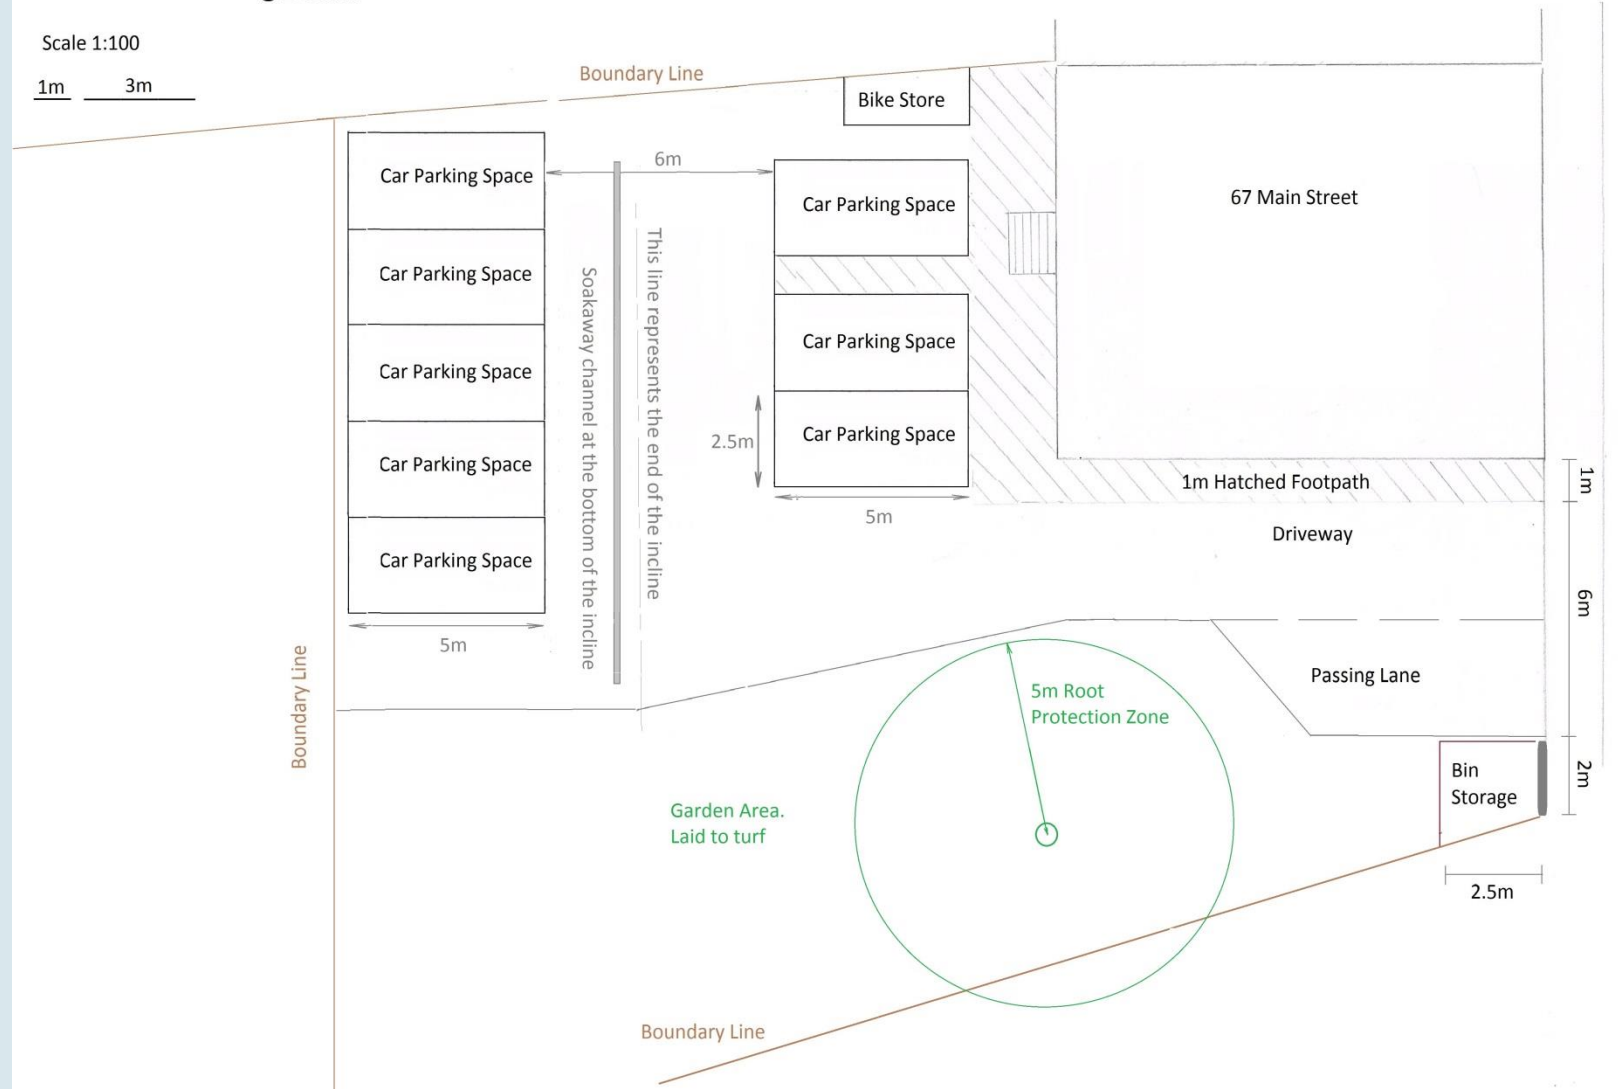 Scale 1:100
1m
3m
Boundary Line
Bike Store
Car Parking Space
6m
Car Parking Space
67 Main Street
Car Parking Space
This line represents the end of the incline
Soakaway channel at the bottom of the incline
Car Parking Space
Car Parking Space
2.5m
Car Parking Space
Car Parking Space
1m Hatched Footpath
1m
5m
Driveway
Car Parking Space
6m
5m
Boundary Line
5m Root
Protection Zone
Passing Lane
Bin
Storage
2m
Garden Area.
Laid to turf
2.5m
Boundary Line